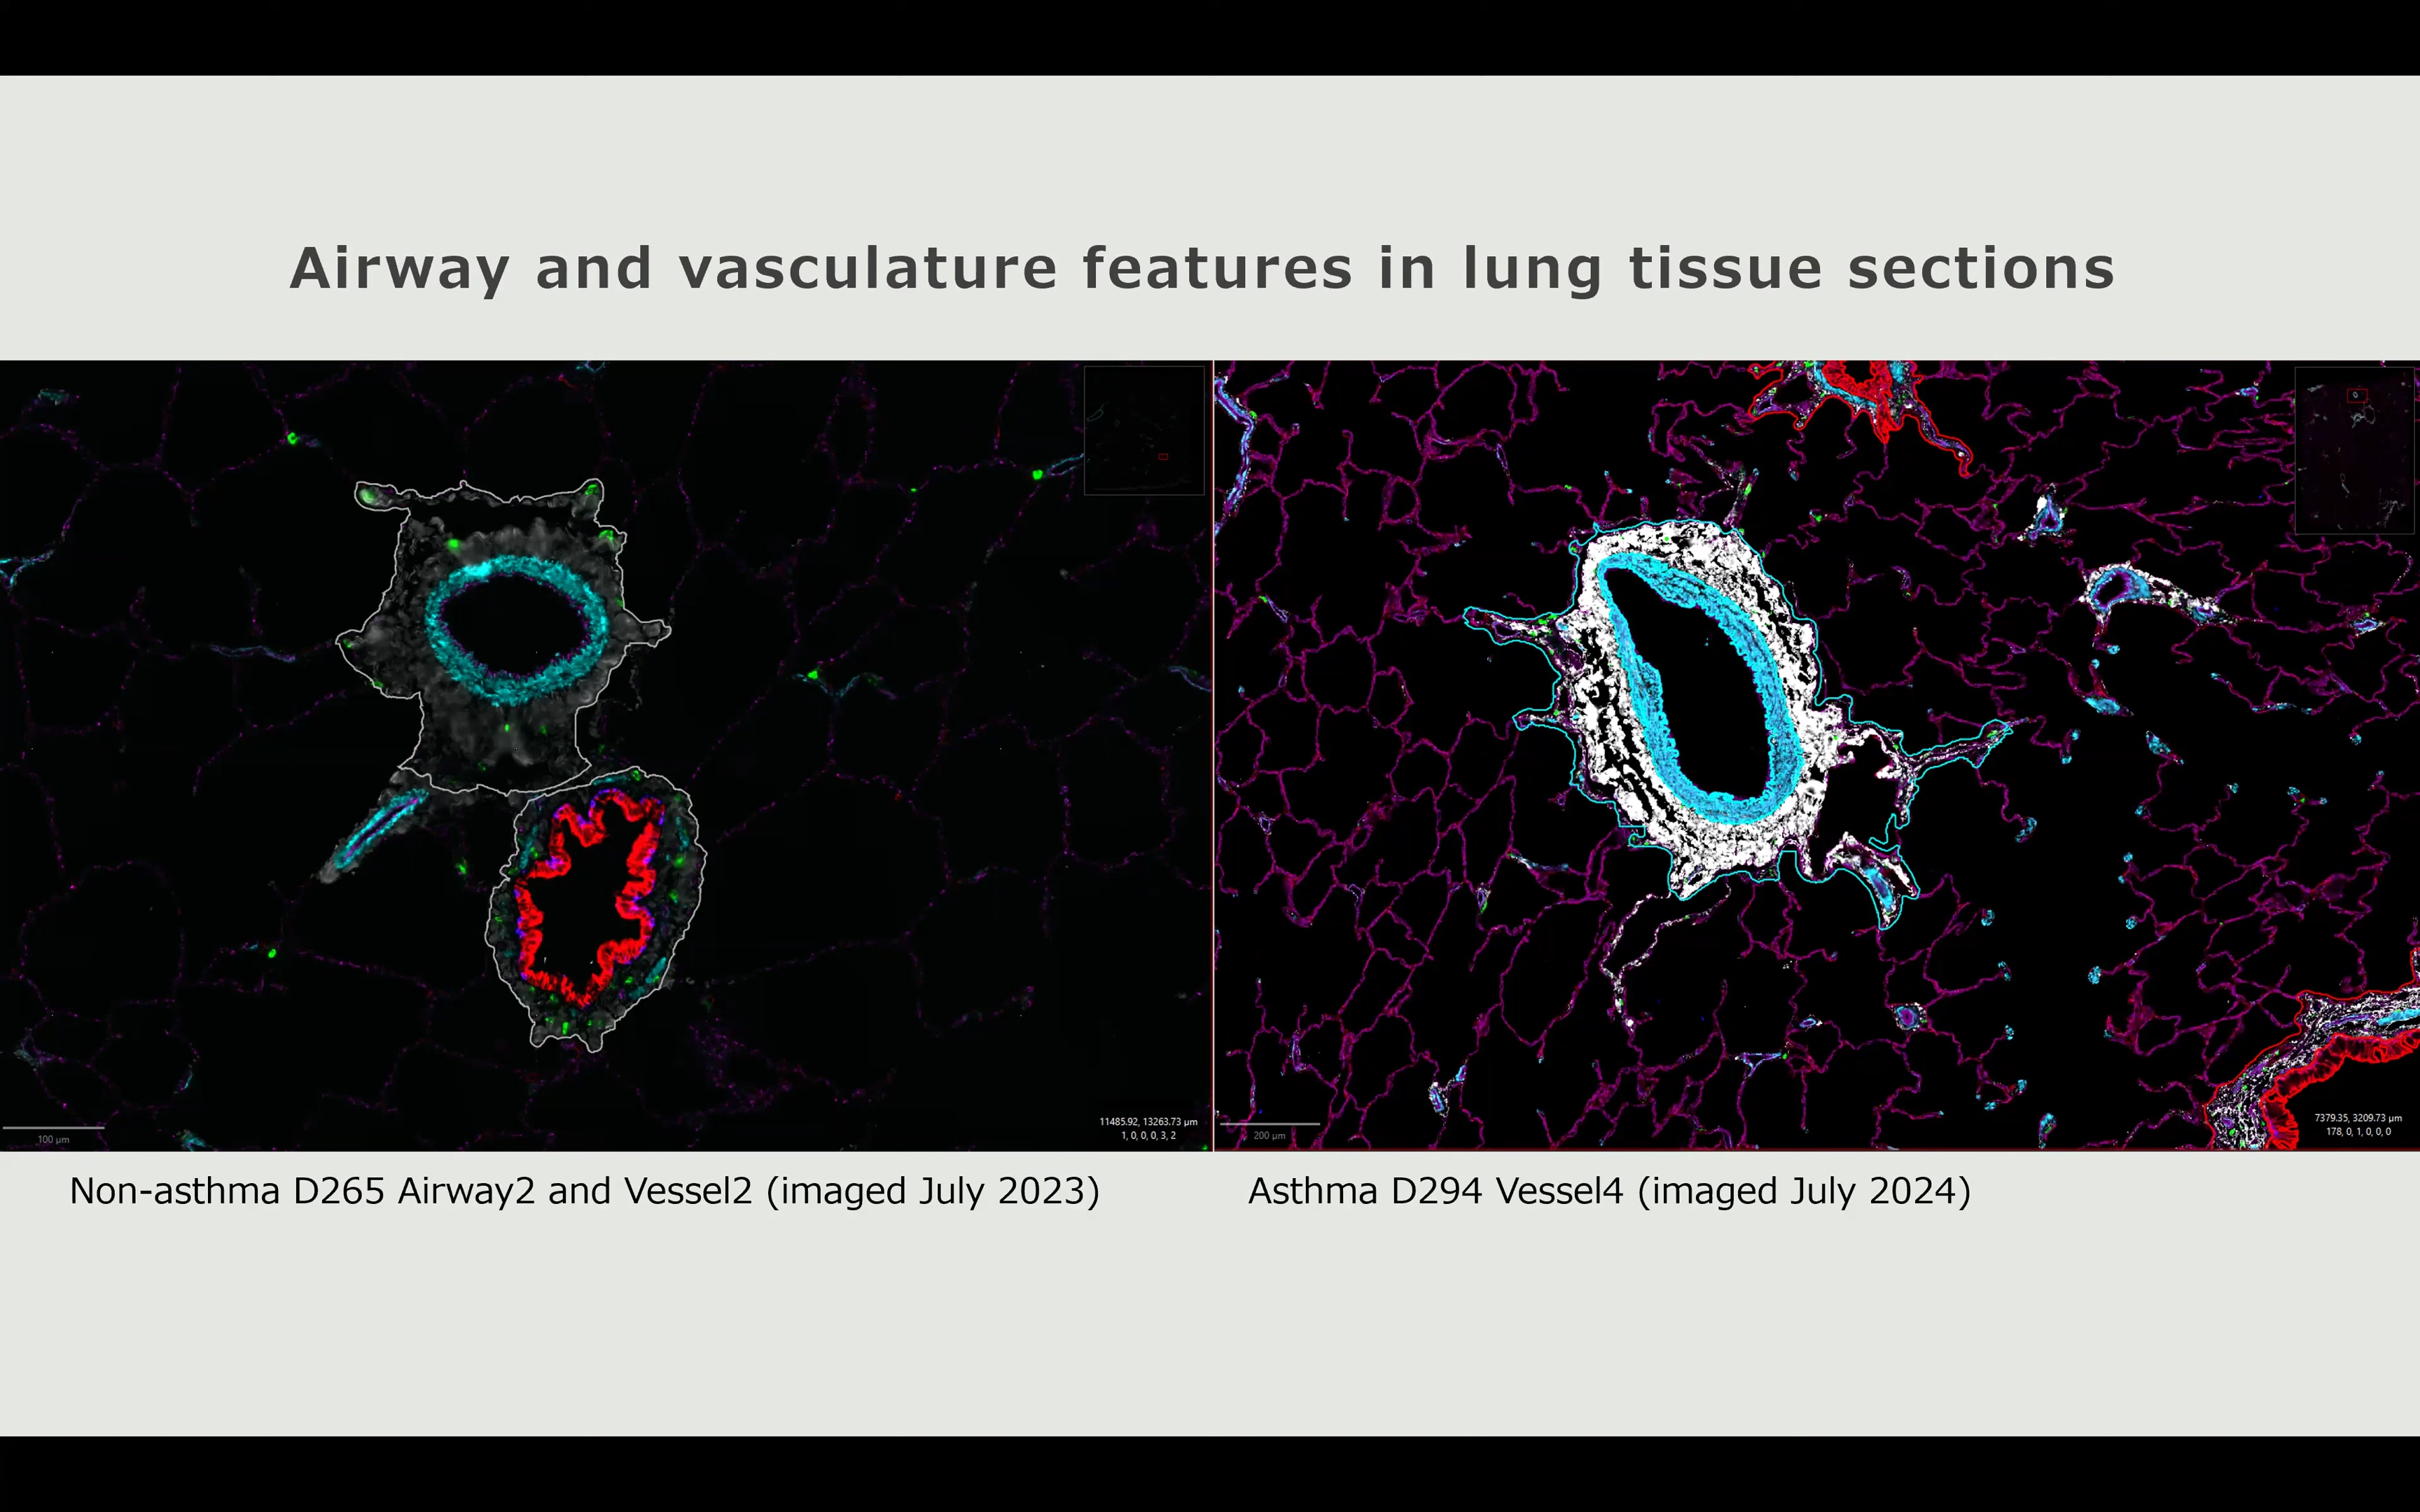 Airway and vasculature features in lung tissue sections
100 µm
11485.92, 13263.73 µm
1, 0, 0, 0, 3, 2
200 µm
7379.35, 3209.73 µm
178, 0, 1, 0, 0, 0
Non-asthma D265 Airway2 and Vessel2 (imaged July 2023)
Asthma D294 Vessel4 (imaged July 2024)